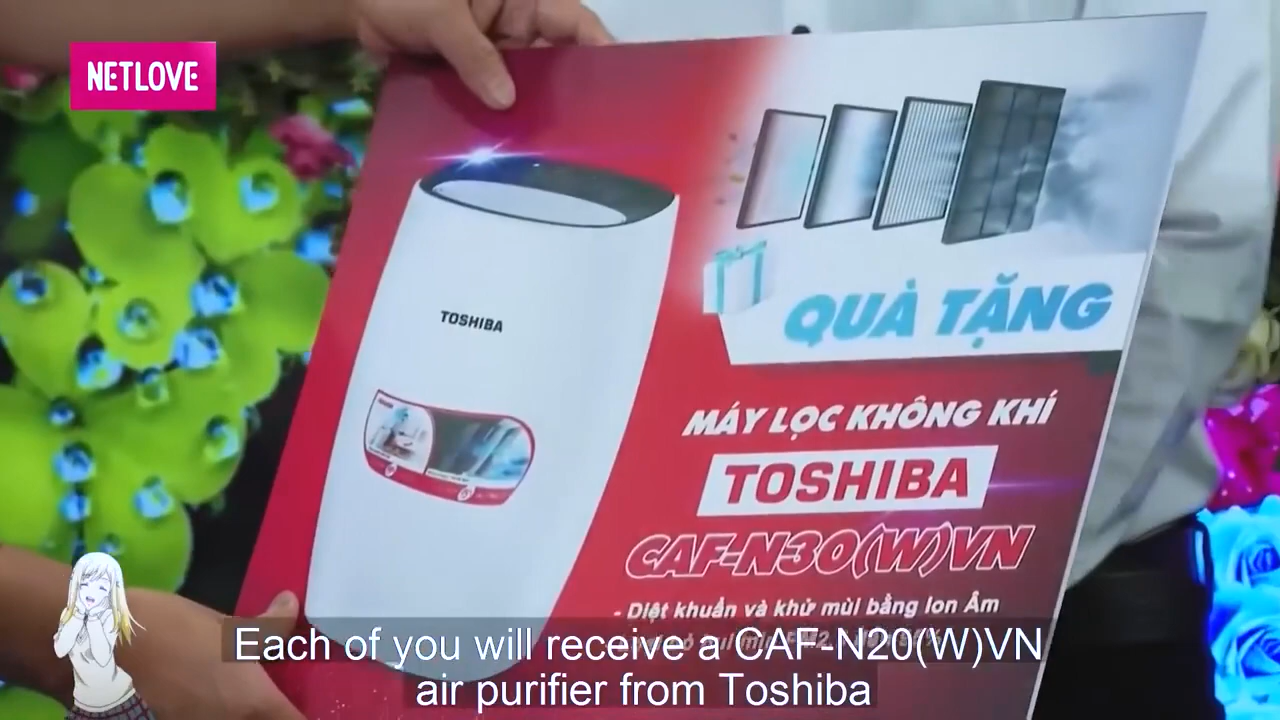 NETLOVE
TOSHIBA
QUÀ TẶNG
MÁY LỌC KHÔNG KHÍ
TOSHIBA
CAF-N30(W)VN
- Diệt khuẩn và khử mùi bằng Ion Âm
Each of you will receive a CAF-N20(W)VN
air purifier from Toshiba